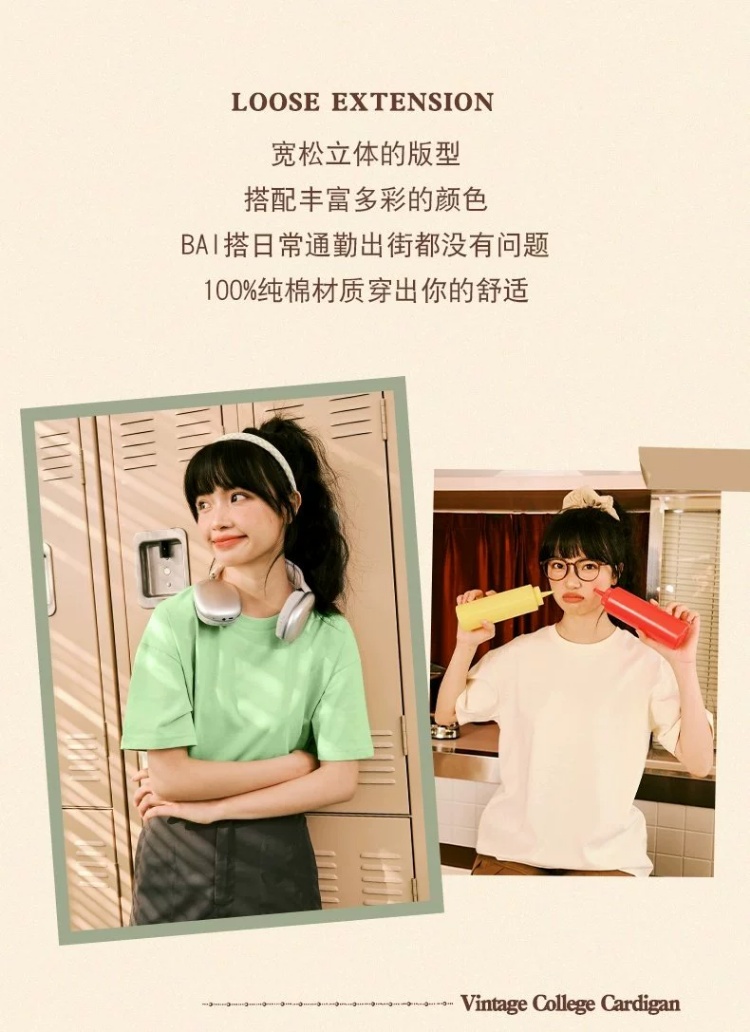 LOOSE EXTENSION
宽松立体的版型
搭配丰富多彩的颜色
BAI搭日常通勤出街都没有问题
100%纯棉材质穿出你的舒适
Vintage College Cardigan